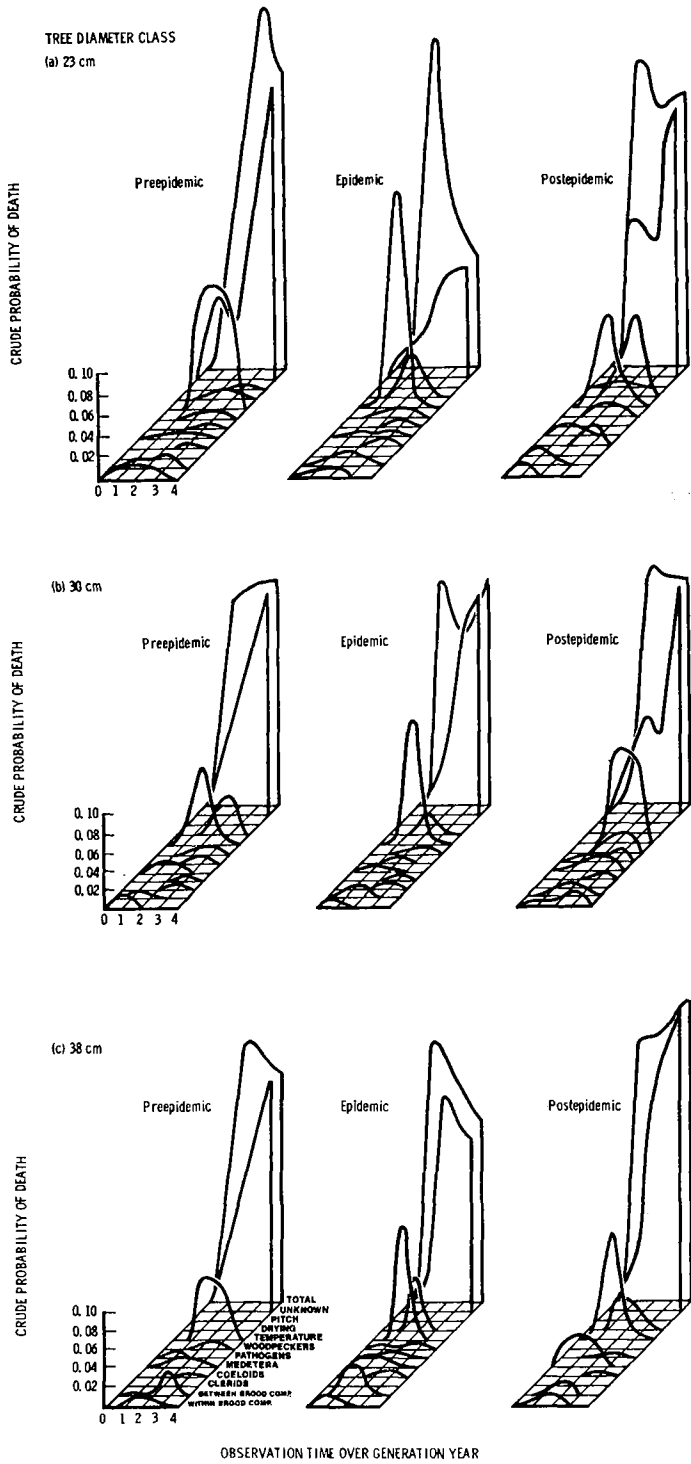 TREE DIAMETER CLASS
(a) 23 cm
Preepidemic
Epidemic
Postepidemic
CRUDE PROBABILITY OF DEATH
0.10
0.08
0.06
0.04
0.02
0 1 2 3 4
(b) 30 cm
Preepidemic
Epidemic
Postepidemic
CRUDE PROBABILITY OF DEATH
0.10
0.08
0.06
0.04
0.02
0 1 2 3 4
(c) 38 cm
Preepidemic
Epidemic
Postepidemic
CRUDE PROBABILITY OF DEATH
0.10
0.08
0.06
0.04
0.02
0 1 2 3 4
TOTAL
UNKNOWN
PITCH
DRYING
TEMPERATURE
WOODPECKERS
PATHOGENS
MEDETERA
COELOIDS
CLERIDS
BETWEEN BROOD COMP.
WITHIN BROOD COMP.
OBSERVATION TIME OVER GENERATION YEAR